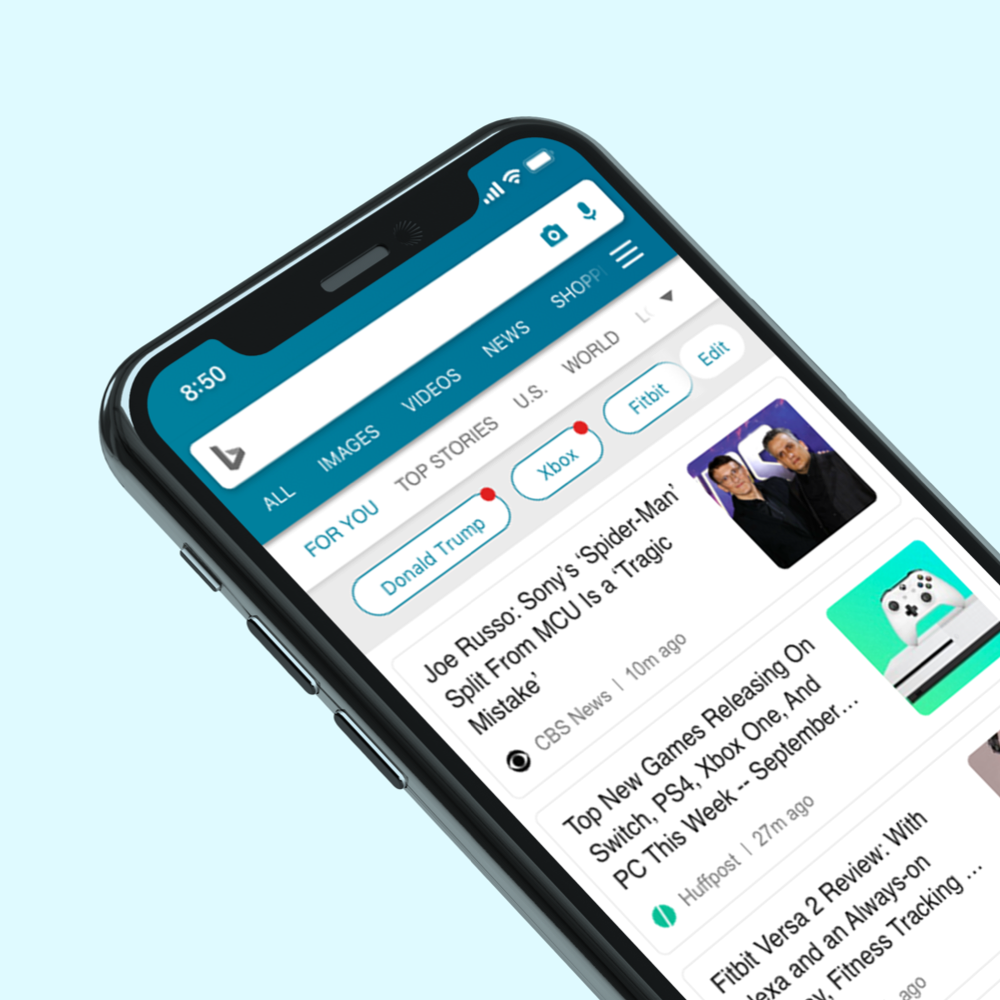 8:50
ALL IMAGES VIDEOS NEWS SHOPP
FOR YOU TOP STORIES U.S. WORLD
Donald Trump Xbox Fitbit Edit
Joe Russo: Sony's 'Spider-Man'
Split From MCU Is a 'Tragic
Mistake'
CBS News | 10m ago
Top New Games Releasing On
Switch, PS4, Xbox One, And
PC This Week -- September...
Huffpost | 27m ago
Fitbit Versa 2 Review: With
lexa and an Always-on
y, Fitness Tracking ...
ago